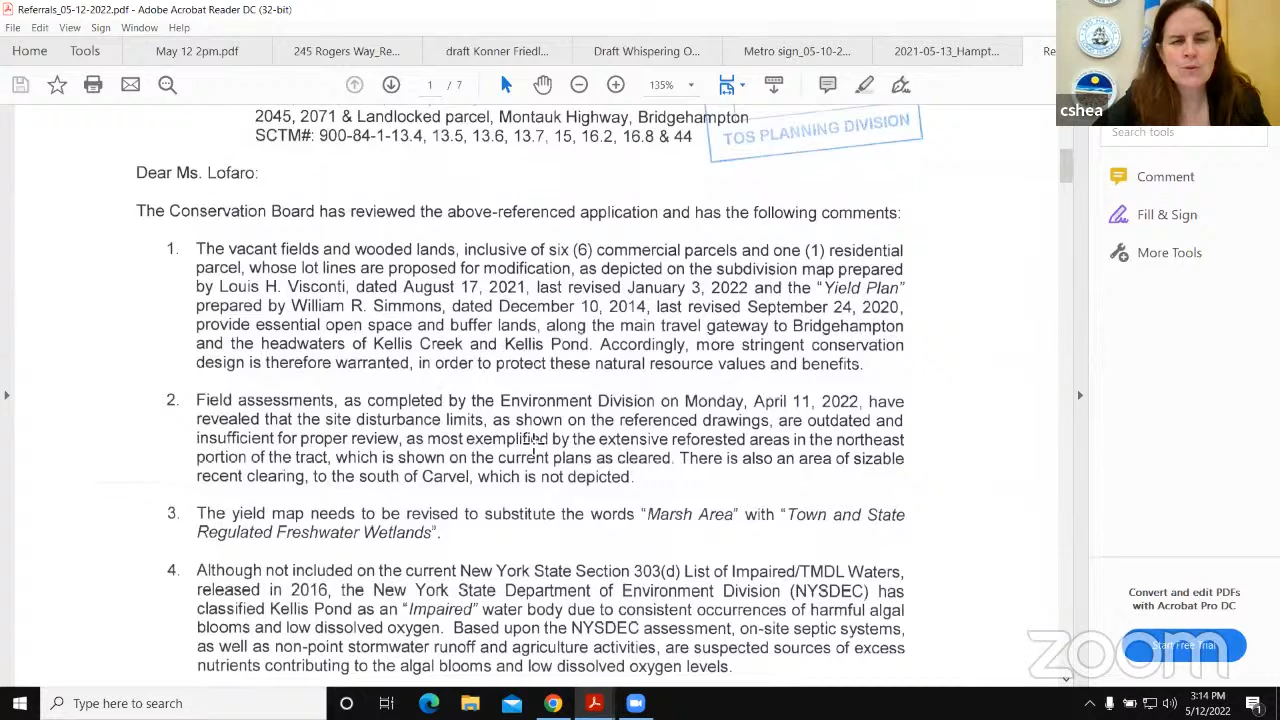 Referrals_05-12-2022.pdf - Adobe Acrobat Reader DC (32-bit)
File Edit View Sign Window Help
Home Tools May 12 2pm.pdf 245 Rogers Way_Re... draft Konner Friedl... Draft Whispering O... Metro sign_05-10-2... 2021-05-13_Hampt... Re
1 / 7 135%
cshea
Search tools
Comment
Fill & Sign
More Tools
Convert and edit PDFs
with Acrobat Pro DC
Start Free Trial
zoom
2045, 2071 & Landlocked parcel, Montauk Highway, Bridgehampton
SCTM#: 900-84-1-13.4, 13.5, 13.6, 13.7, 15, 16.2, 16.8 & 44
TOS PLANNING DIVISION
Dear Ms. Lofaro:
The Conservation Board has reviewed the above-referenced application and has the following comments:
1. The vacant fields and wooded lands, inclusive of six (6) commercial parcels and one (1) residential
parcel, whose lot lines are proposed for modification, as depicted on the subdivision map prepared
by Louis H. Visconti, dated August 17, 2021, last revised January 3, 2022 and the “Yield Plan”
prepared by William R. Simmons, dated December 10, 2014, last revised September 24, 2020,
provide essential open space and buffer lands, along the main travel gateway to Bridgehampton
and the headwaters of Kellis Creek and Kellis Pond. Accordingly, more stringent conservation
design is therefore warranted, in order to protect these natural resource values and benefits.
2. Field assessments, as completed by the Environment Division on Monday, April 11, 2022, have
revealed that the site disturbance limits, as shown on the referenced drawings, are outdated and
insufficient for proper review, as most exemplified by the extensive reforested areas in the northeast
portion of the tract, which is shown on the current plans as cleared. There is also an area of sizable
recent clearing, to the south of Carvel, which is not depicted.
3. The yield map needs to be revised to substitute the words “Marsh Area” with “Town and State
Regulated Freshwater Wetlands”.
4. Although not included on the current New York State Section 303(d) List of Impaired/TMDL Waters,
released in 2016, the New York State Department of Environment Division (NYSDEC) has
classified Kellis Pond as an “Impaired” water body due to consistent occurrences of harmful algal
blooms and low dissolved oxygen. Based upon the NYSDEC assessment, on-site septic systems,
as well as non-point stormwater runoff and agriculture activities, are suspected sources of excess
nutrients contributing to the algal blooms and low dissolved oxygen levels.
Type here to search
3:14 PM
5/12/2022
1